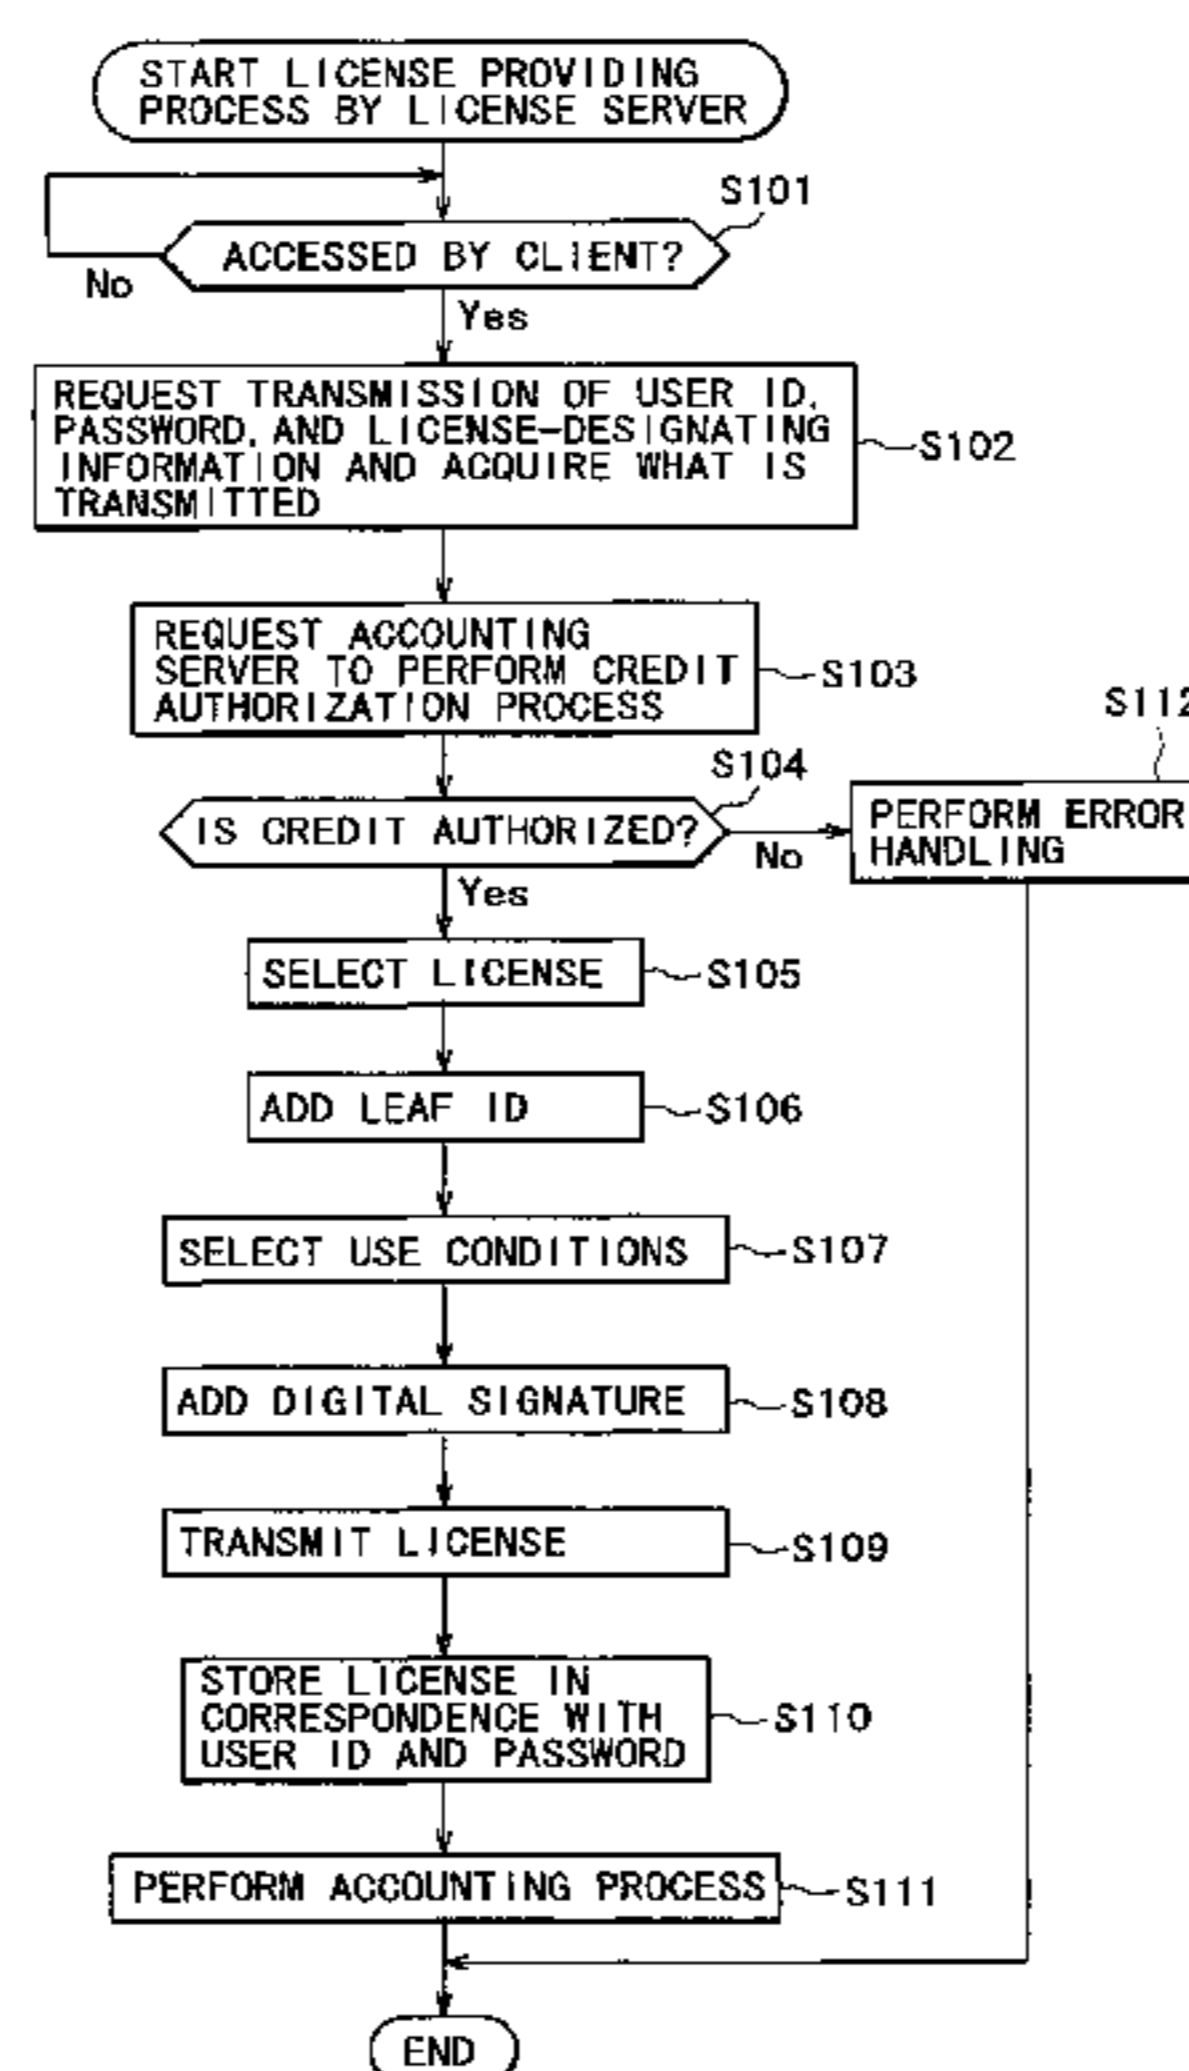 START LICENSE PROVIDING
PROCESS BY LICENSE SERVER
S101
ACCESSED BY CLIENT?
No
Yes
REQUEST TRANSMISSION OF USER ID,
PASSWORD, AND LICENSE-DESIGNATING
INFORMATION AND ACQUIRE WHAT IS
TRANSMITTED
S102
REQUEST ACCOUNTING
SERVER TO PERFORM CREDIT
AUTHORIZATION PROCESS
S103
S104
IS CREDIT AUTHORIZED?
No
Yes
S112
PERFORM ERROR
HANDLING
SELECT LICENSE
S105
ADD LEAF ID
S106
SELECT USE CONDITIONS
S107
ADD DIGITAL SIGNATURE
S108
TRANSMIT LICENSE
S109
STORE LICENSE IN
CORRESPONDENCE WITH
USER ID AND PASSWORD
S110
PERFORM ACCOUNTING PROCESS
S111
END